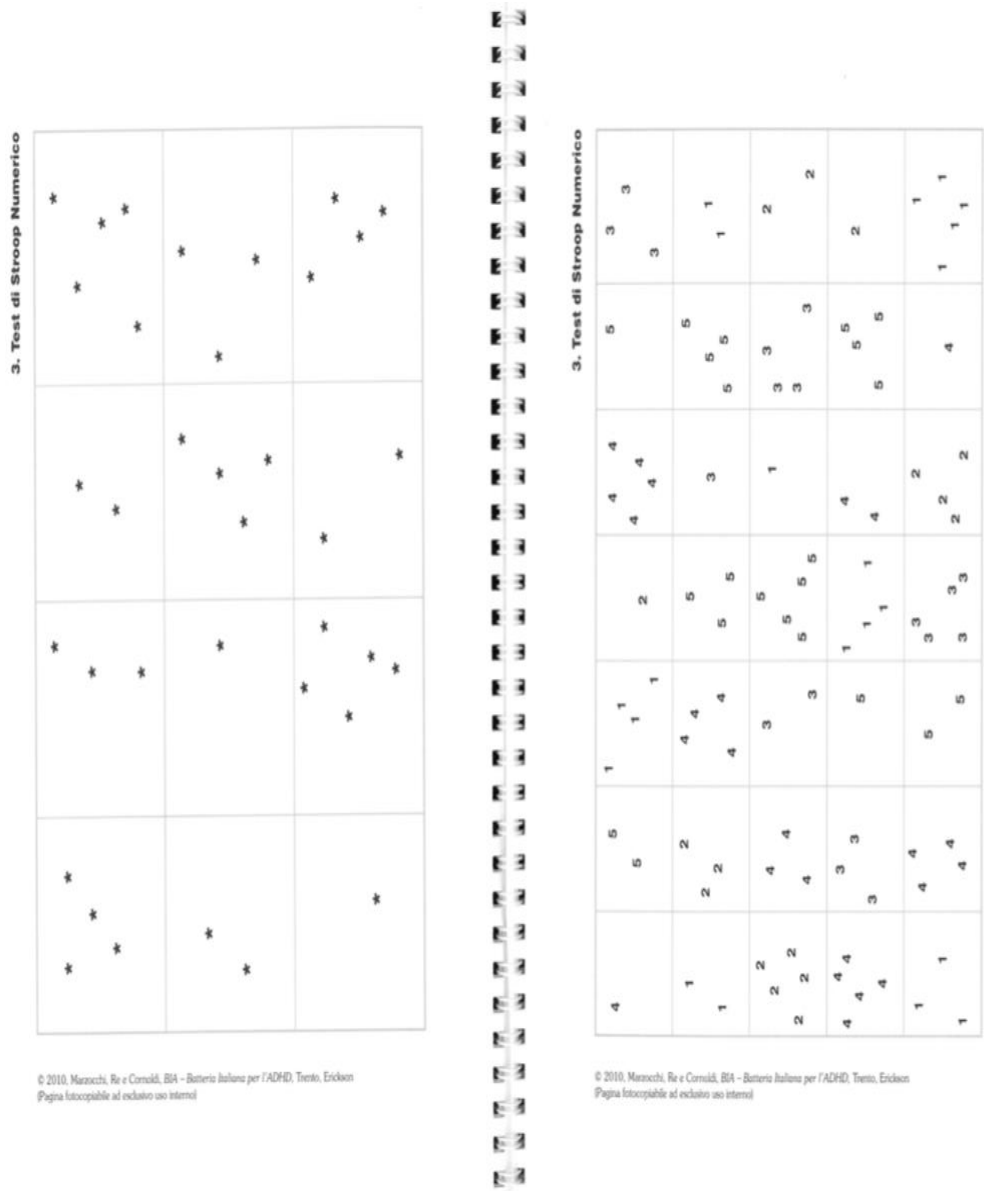 3. Test di Stroop Numerico
© 2010, Marzocchi, Re e Cornoldi, BIA – Batteria Italiana per l'ADHD, Trento, Erickson
(Pagina fotocopiabile ad esclusivo uso interno)
3. Test di Stroop Numerico
4 5 5 1 1 1 1 2 4 4 4 4 4 5 3 3 3
1 1 2 2 2 4 4 4 4 5 5 5 3 5 5 5 5 1 1
2 2 2 2 2 4 4 4 3 3 5 5 5 5 5 1 3 3 3 3 2 2
4 4 4 4 4 3 3 3 5 1 1 1 1 4 4 5 5 5 5 2
1 1 1 4 4 4 4 5 5 3 3 3 3 3 2 2 2 2 4 1 1 1 1 1
© 2010, Marzocchi, Re e Cornoldi, BIA – Batteria Italiana per l'ADHD, Trento, Erickson
(Pagina fotocopiabile ad esclusivo uso interno)